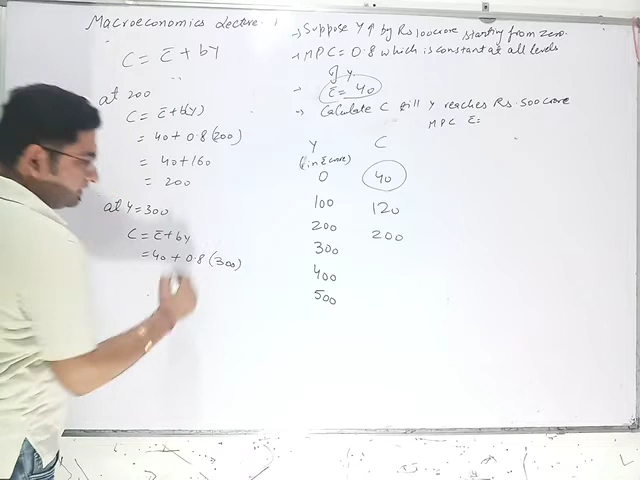 Macroeconomics Lecture. 1
C = C̄ + bY
at 200
C = C̄ + b(Y)
= 40 + 0.8(200)
= 40 + 160
= 200
at Y = 300
C = C̄ + bY
= 40 + 0.8(300)
→ Suppose Y↑ by Rs 100 crore starting from zero.
→ MPC = 0.8 which is constant at all levels
of Y.
→ C̄ = 40
→ Calculate C till Y reaches Rs. 500 crore
MPC C̄=
Y C
(in ₹ crore)
0 40
100 120
200 200
300
400
500